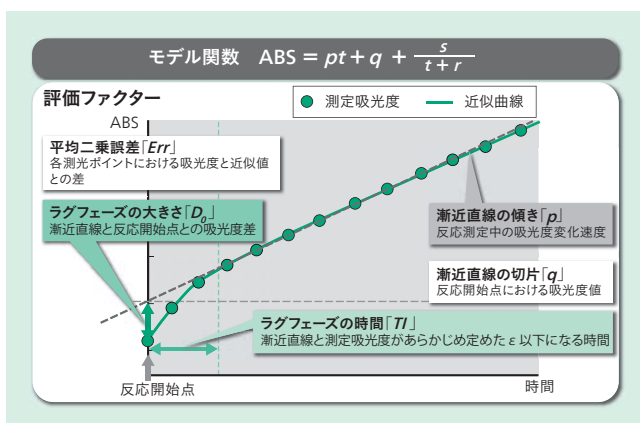 モデル関数 ABS = pt + q + s/(t + r)
評価ファクター
測定吸光度 近似曲線
ABS
平均二乗誤差「Err」
各測光ポイントにおける吸光度と近似値
との差
ラグフェーズの大きさ「D₀」
漸近直線と反応開始点との吸光度差
漸近直線の傾き「p」
反応測定中の吸光度変化速度
漸近直線の切片「q」
反応開始点における吸光度値
ラグフェーズの時間「Tl」
漸近直線と測定吸光度があらかじめ定めたε以下になる時間
反応開始点
時間